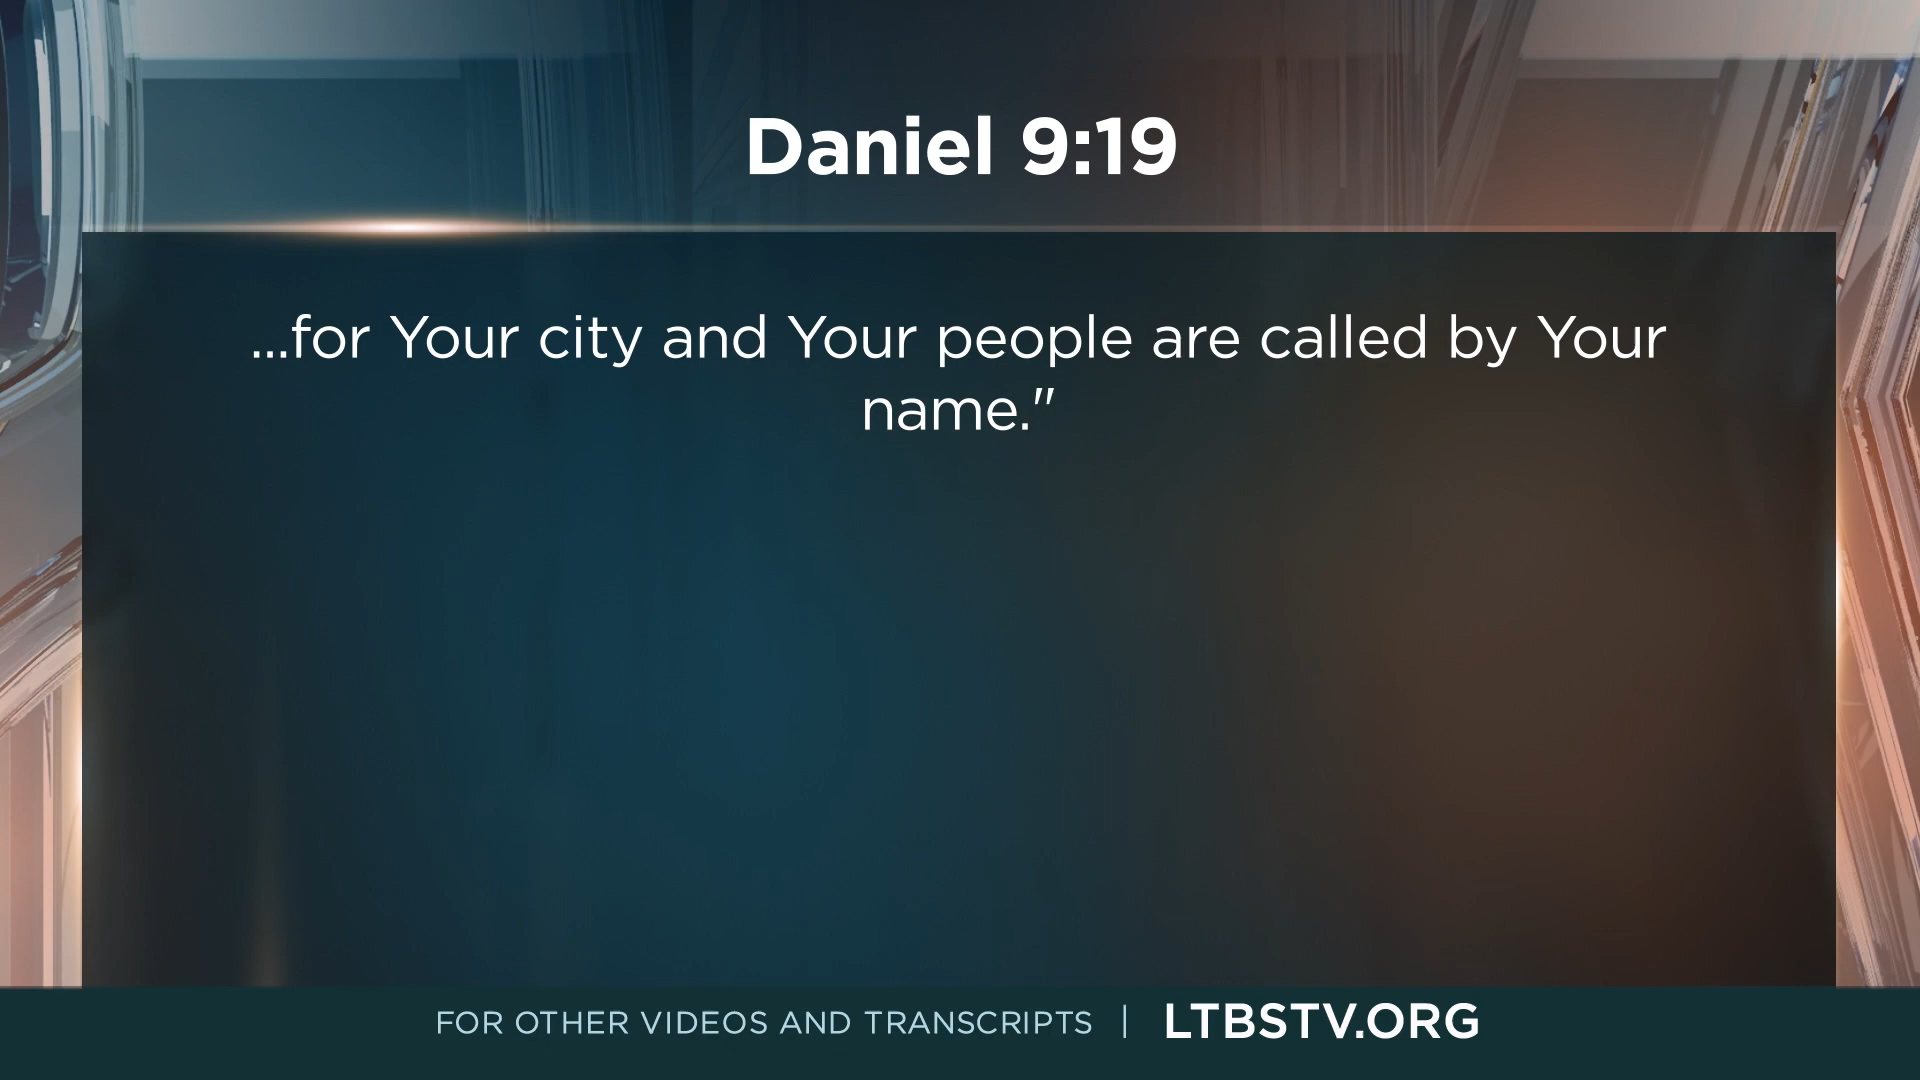 Daniel 9:19
...for Your city and Your people are called by Your
name."
FOR OTHER VIDEOS AND TRANSCRIPTS | LTBSTV.ORG